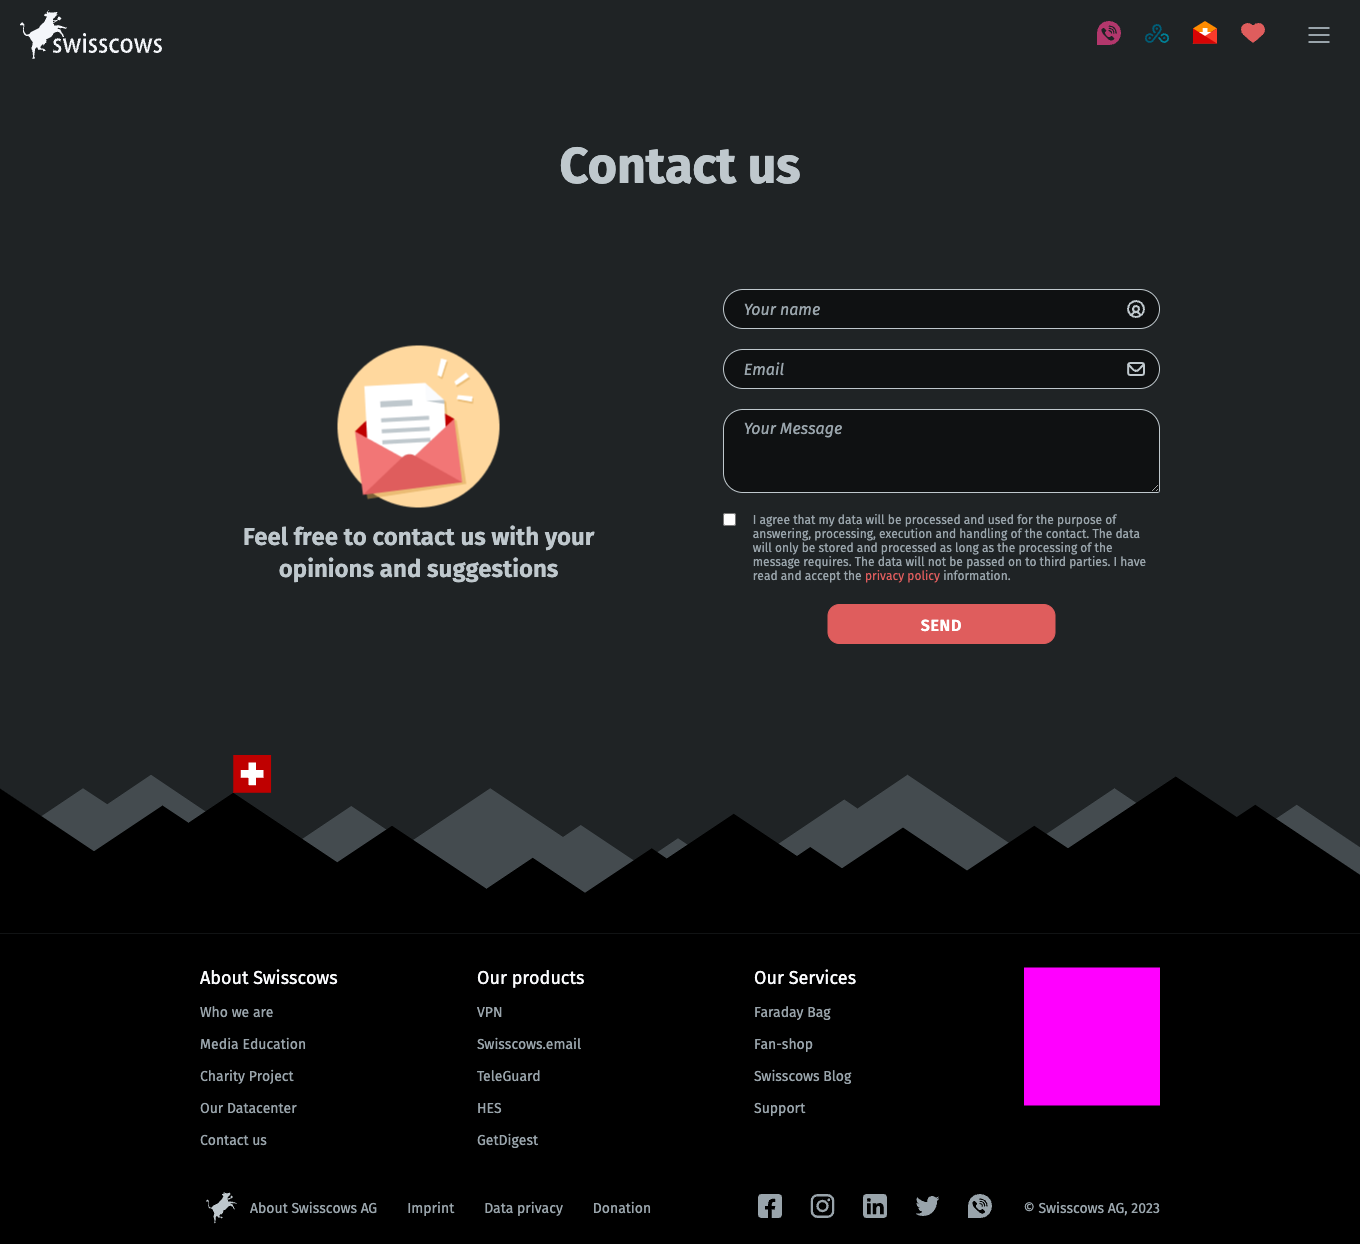 swisscows
Contact us
Your name
Email
Your Message
Feel free to contact us with your
opinions and suggestions
I agree that my data will be processed and used for the purpose of
answering, processing, execution and handling of the contact. The data
will only be stored and processed as long as the processing of the
message requires. The data will not be passed on to third parties. I have
read and accept the privacy policy information.
SEND
About Swisscows
Who we are
Media Education
Charity Project
Our Datacenter
Contact us
Our products
VPN
Swisscows.email
TeleGuard
HES
GetDigest
Our Services
Faraday Bag
Fan-shop
Swisscows Blog
Support
About Swisscows AG
Imprint
Data privacy
Donation
© Swisscows AG, 2023